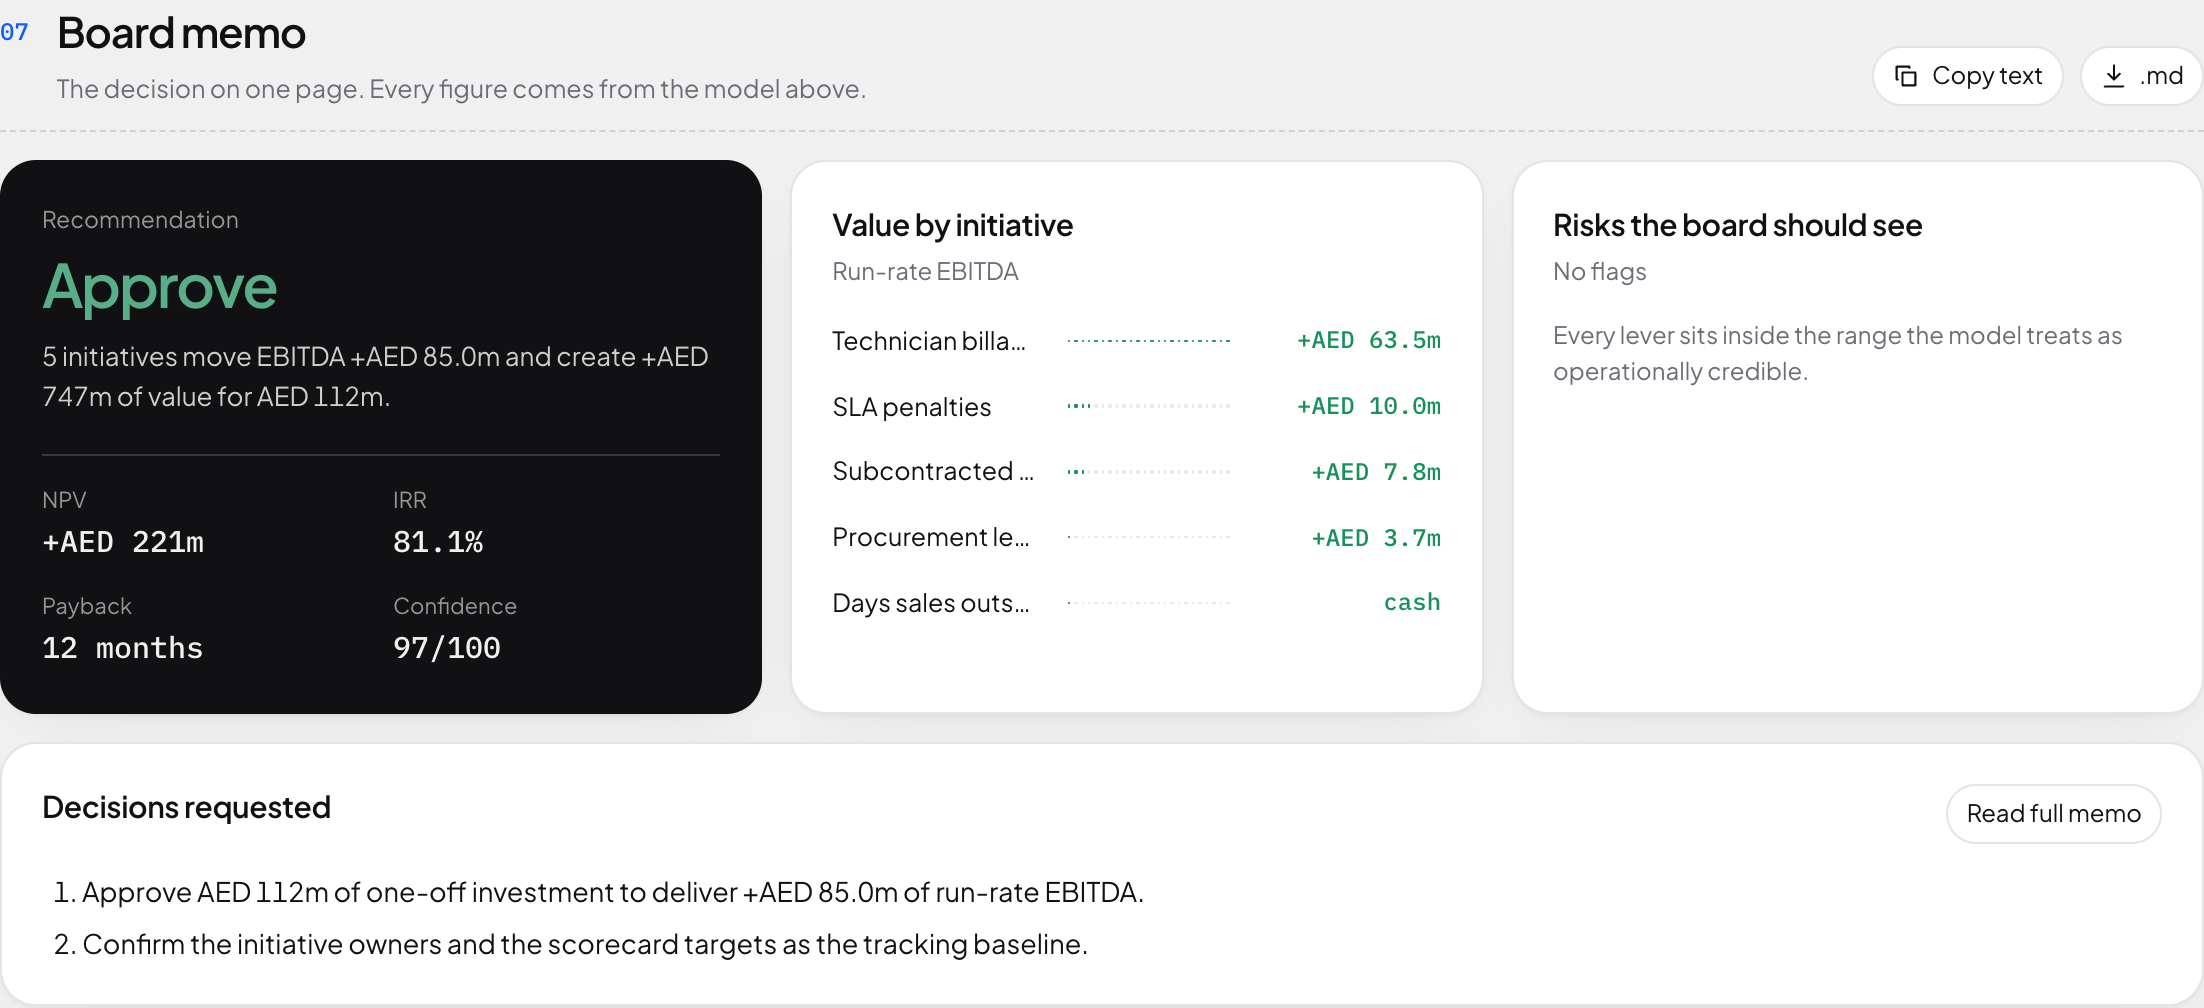 07
Board memo
The decision on one page. Every figure comes from the model above.
Copy text
.md
Recommendation
Approve
5 initiatives move EBITDA +AED 85.0m and create +AED
747m of value for AED 112m.
NPV
+AED 221m
IRR
81.1%
Payback
12 months
Confidence
97/100
Value by initiative
Run-rate EBITDA
Technician billa... +AED 63.5m
SLA penalties +AED 10.0m
Subcontracted ... +AED 7.8m
Procurement le... +AED 3.7m
Days sales outs... cash
Risks the board should see
No flags
Every lever sits inside the range the model treats as
operationally credible.
Decisions requested
Read full memo
1. Approve AED 112m of one-off investment to deliver +AED 85.0m of run-rate EBITDA.
2. Confirm the initiative owners and the scorecard targets as the tracking baseline.